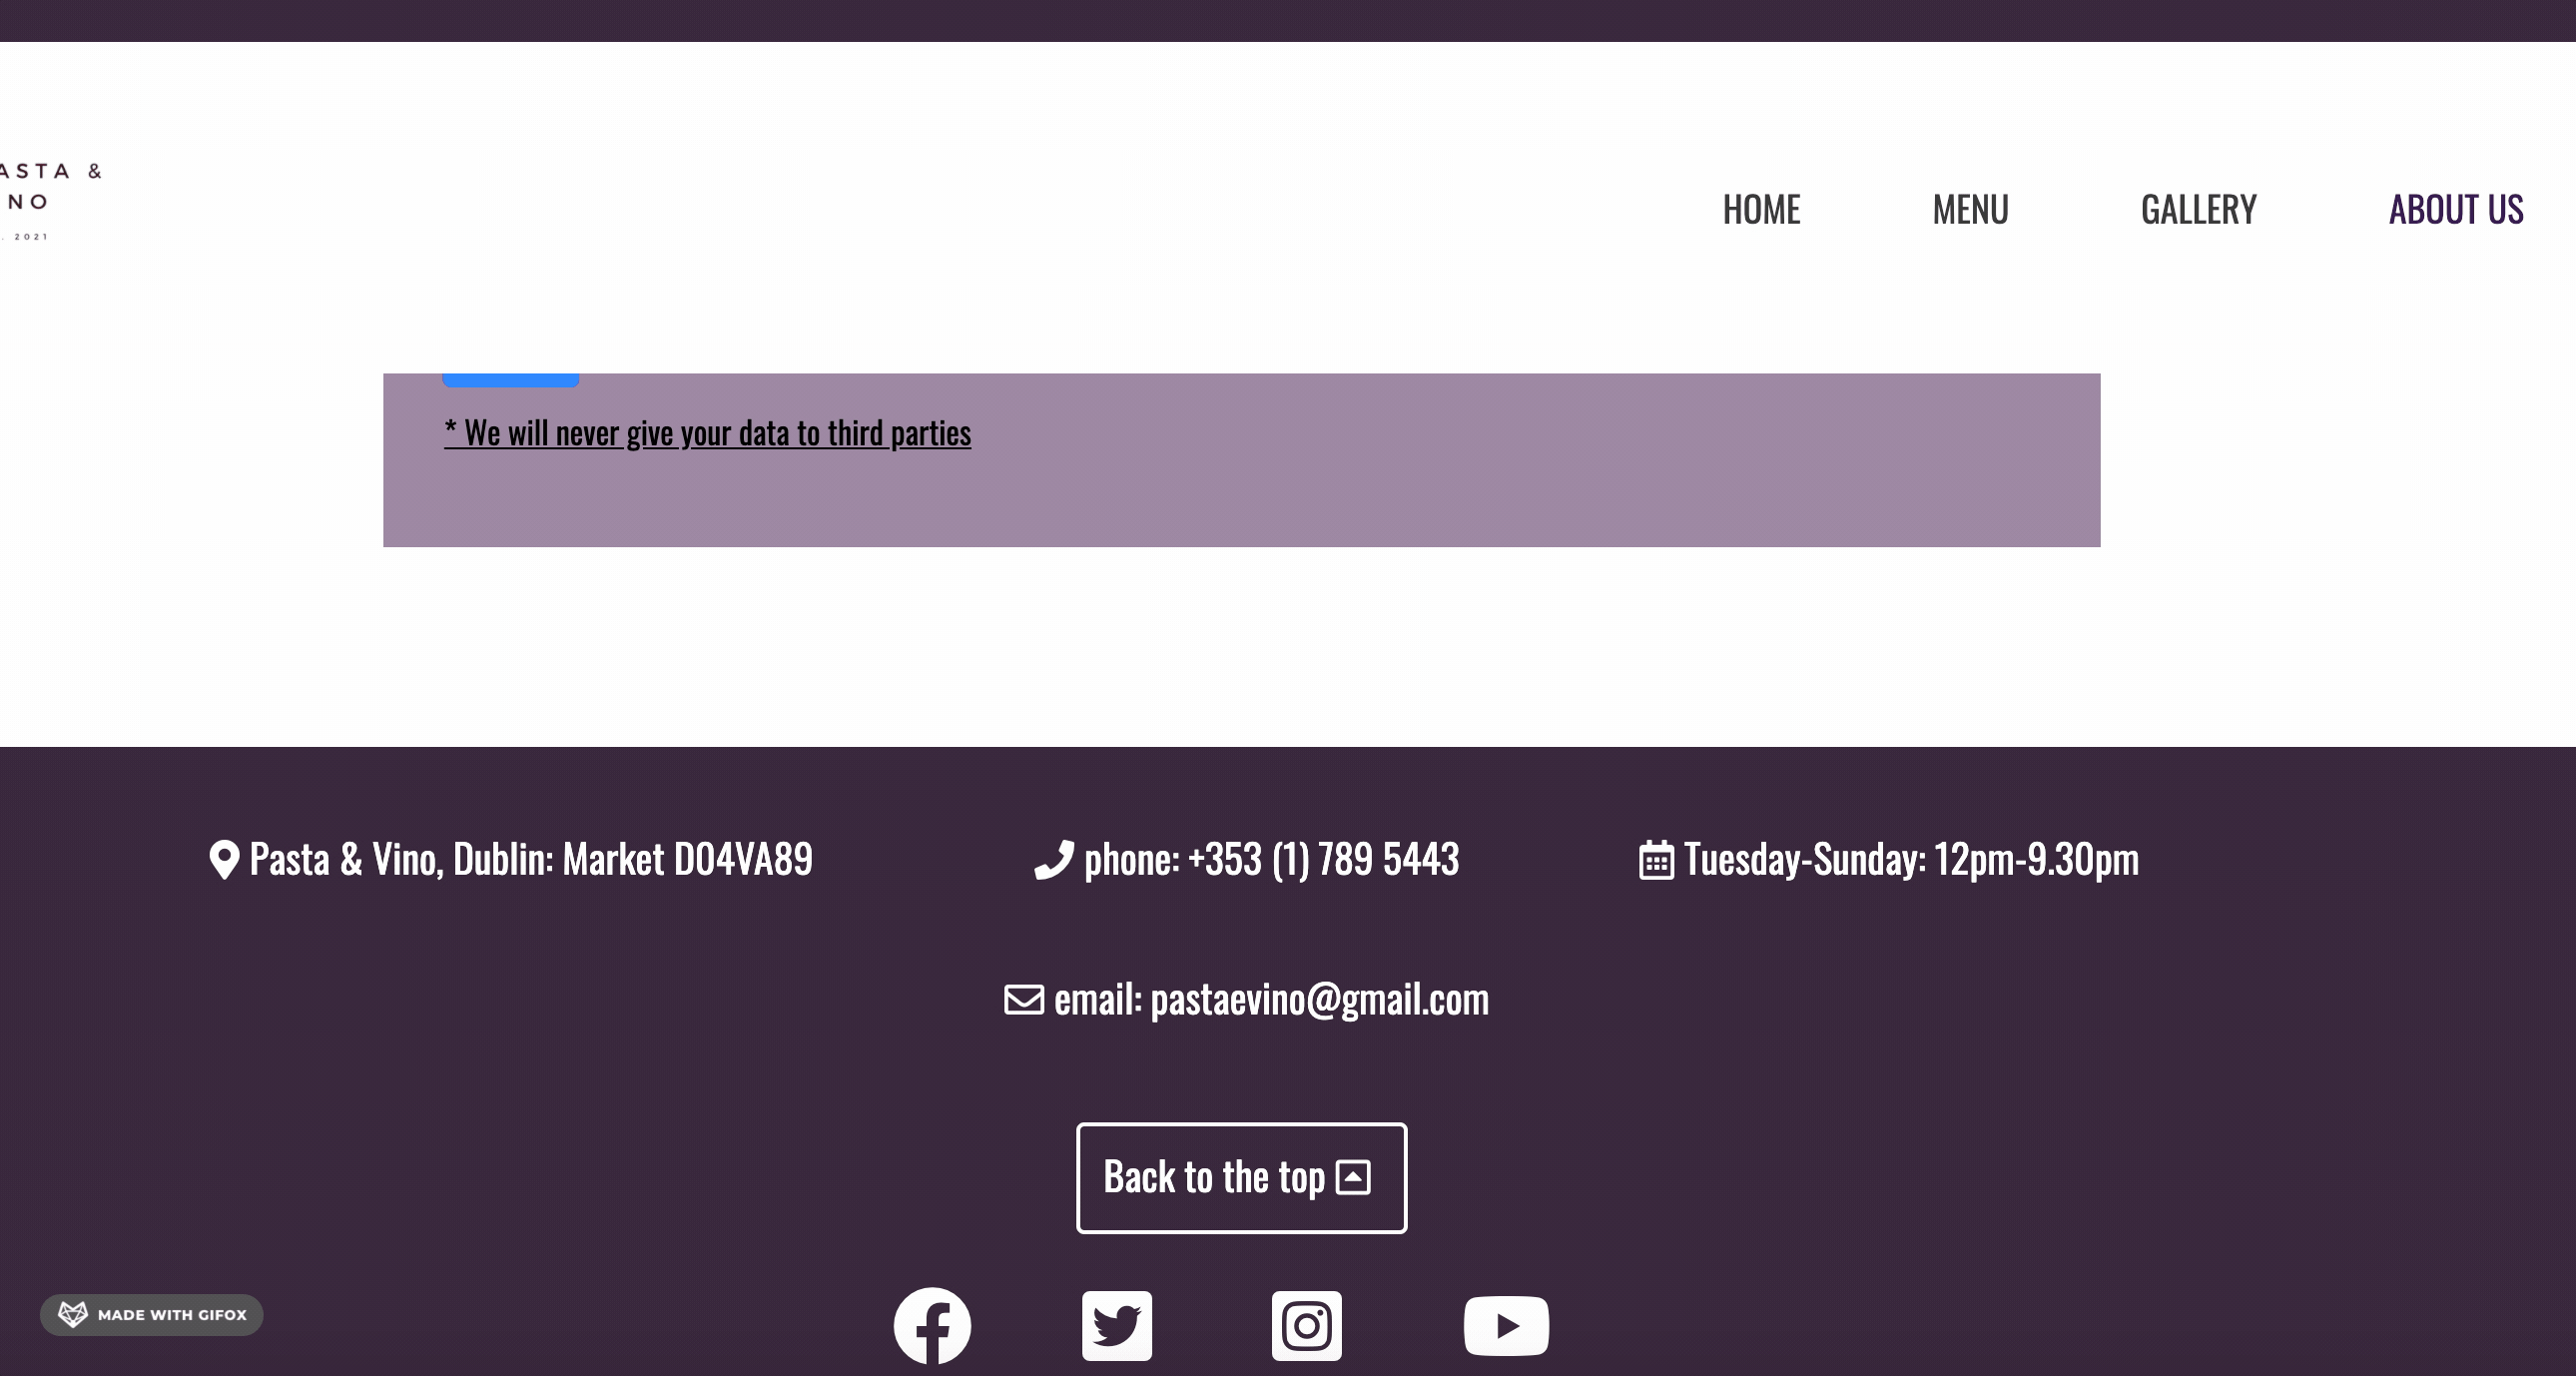 ASTA &
NO
. 2021
HOME MENU GALLERY ABOUT US
* We will never give your data to third parties
Pasta & Vino, Dublin: Market D04VA89
phone: +353 (1) 789 5443
Tuesday-Sunday: 12pm-9.30pm
email: pastaevino@gmail.com
Back to the top
MADE WITH GIFOX